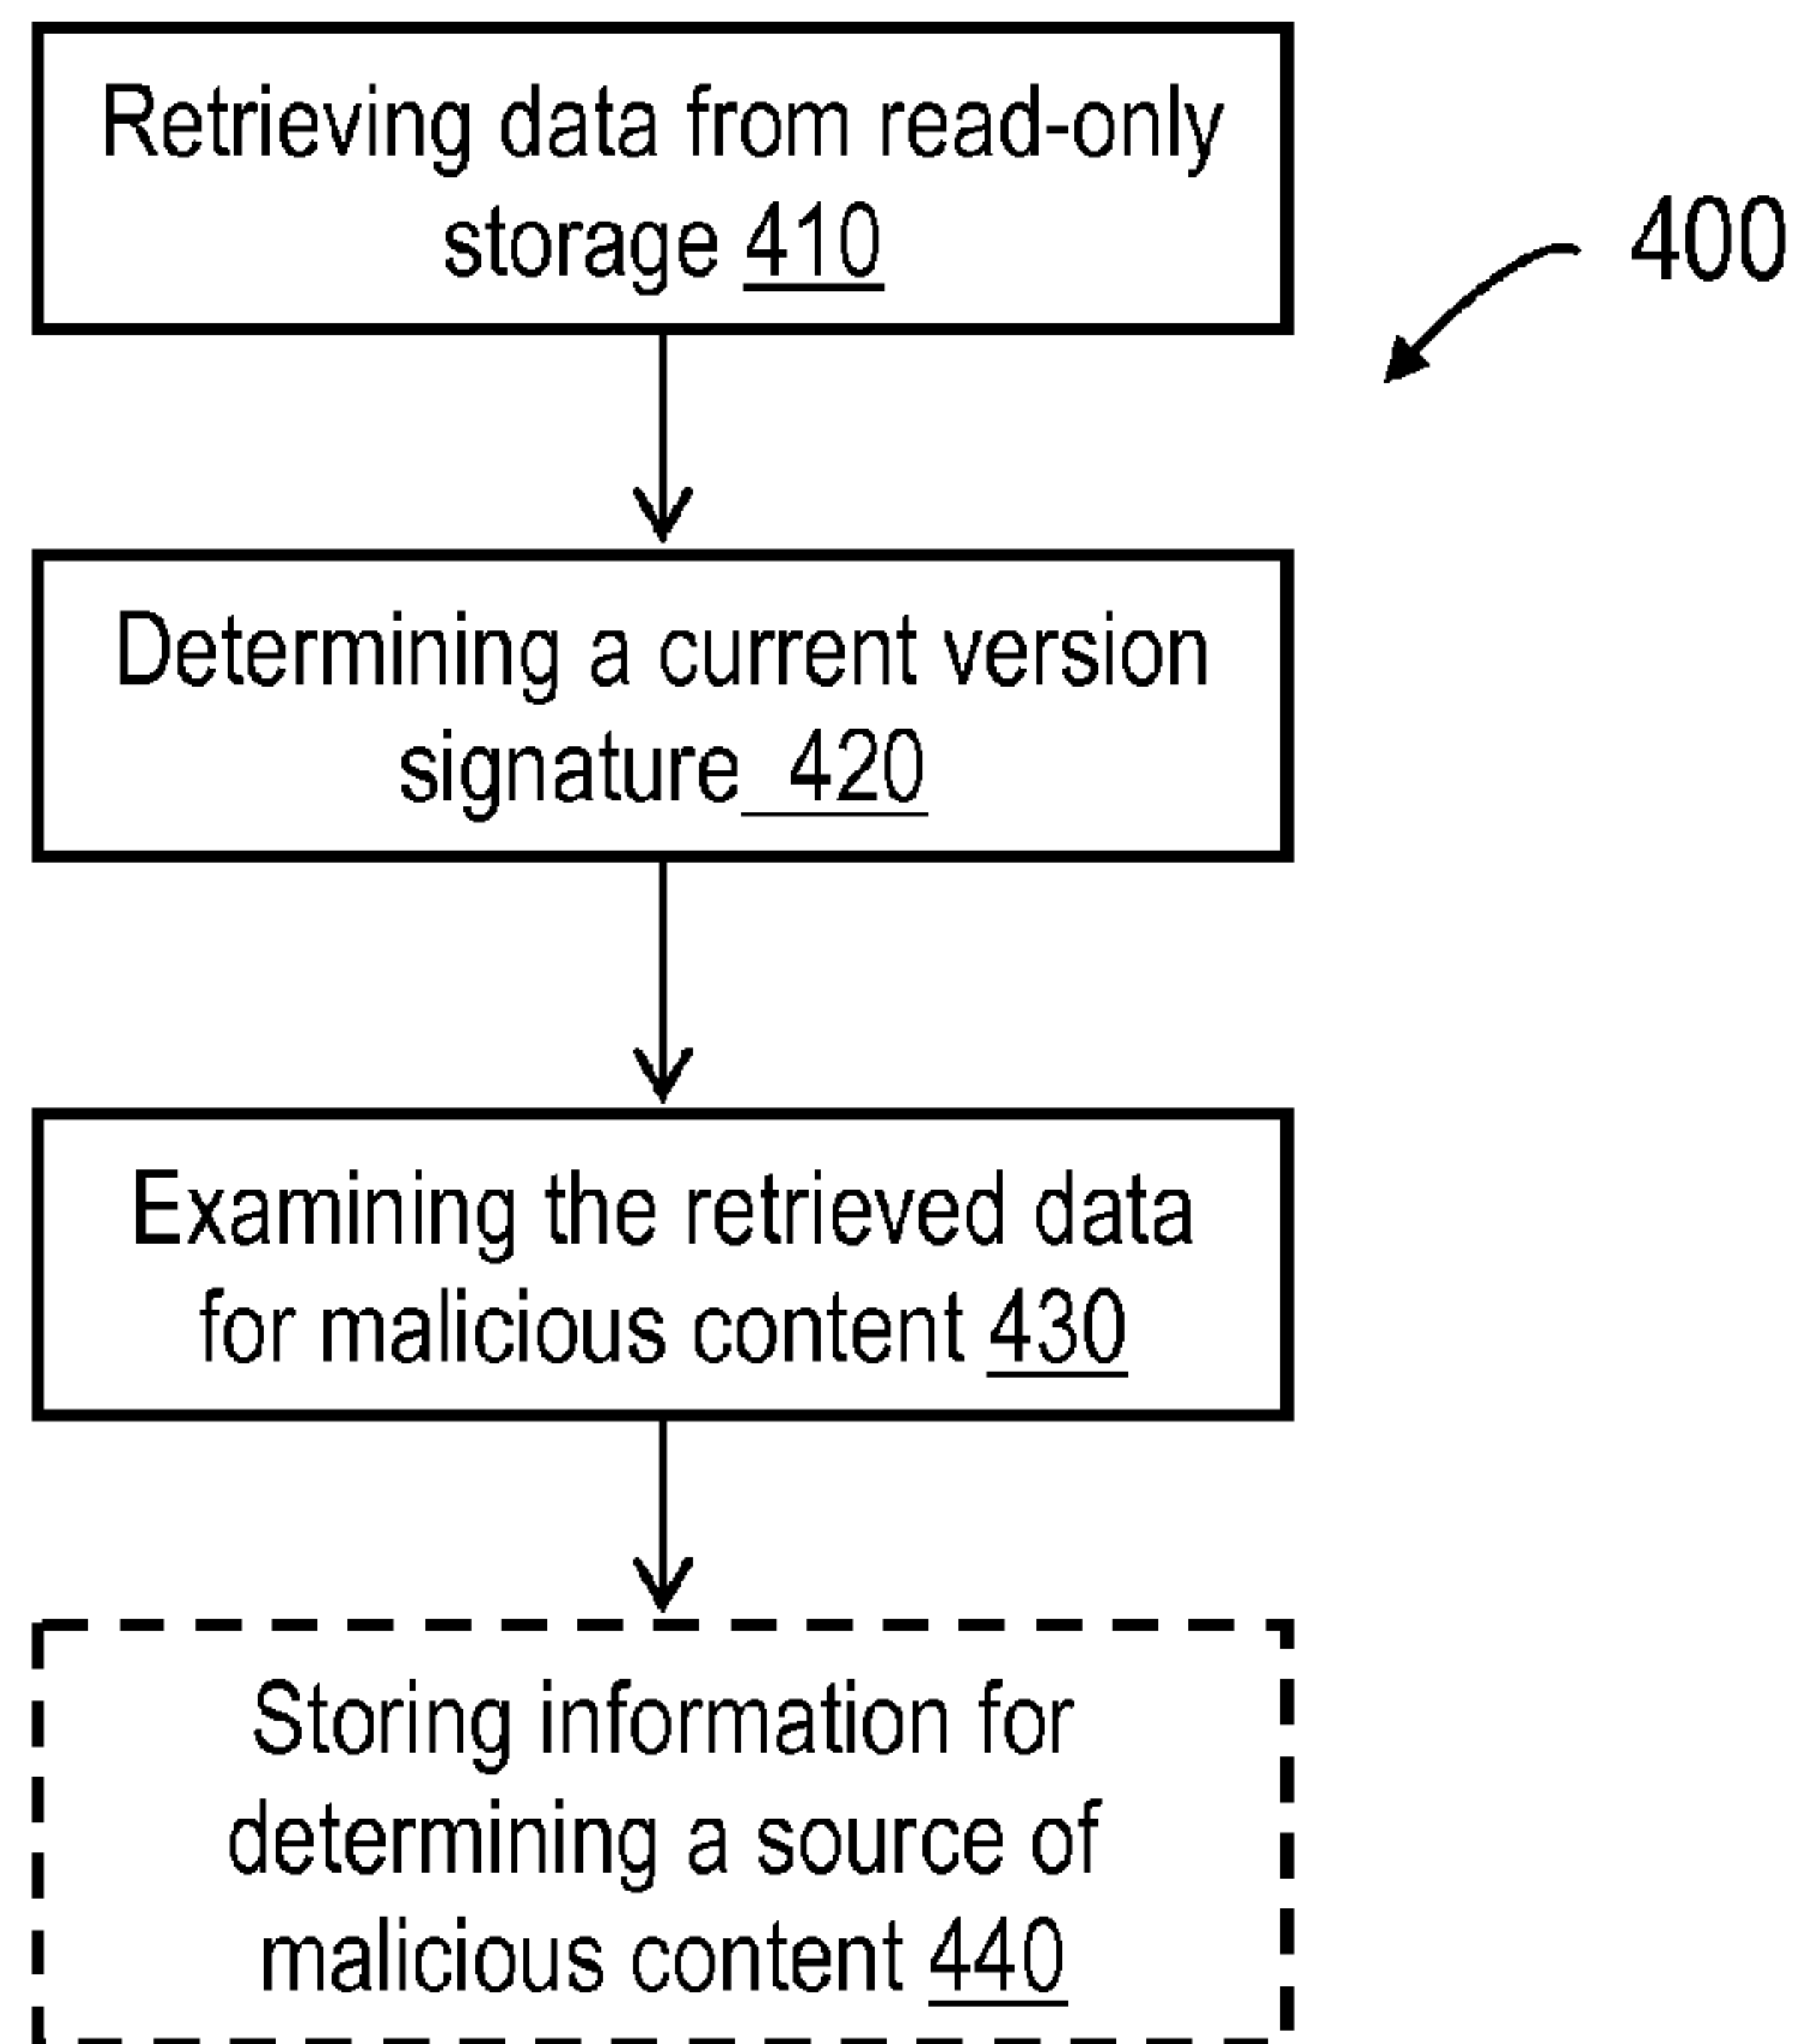 Retrieving data from read-only
storage 410
400
Determining a current version
signature 420
Examining the retrieved data
for malicious content 430
Storing information for
determining a source of
malicious content 440